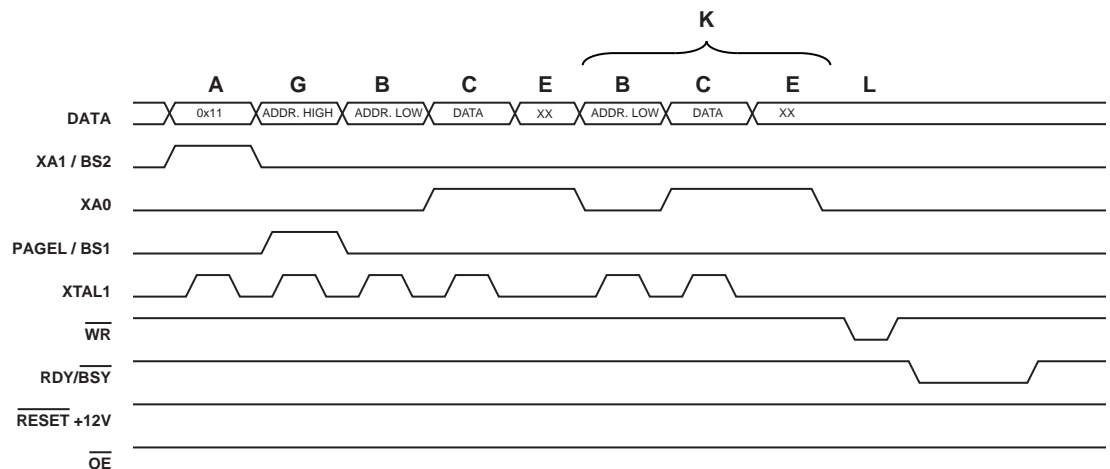 K
A G B C E B C E L
DATA 0x11 ADDR. HIGH ADDR. LOW DATA XX ADDR. LOW DATA XX
XA1 / BS2
XA0
PAGEL / BS1
XTAL1
WR
RDY/BSY
RESET +12V
OE